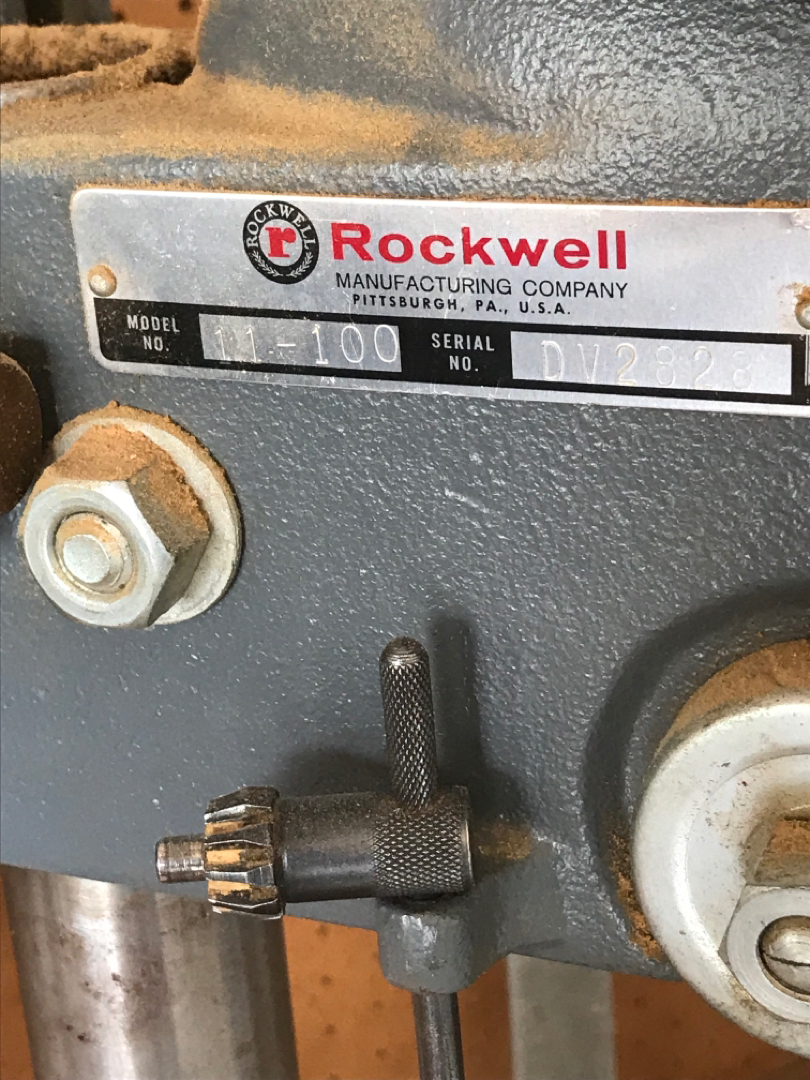 ROCKWELL
r
Rockwell
MANUFACTURING COMPANY
PITTSBURGH, PA., U.S.A.
MODEL NO. 11-100 SERIAL NO. DV2828